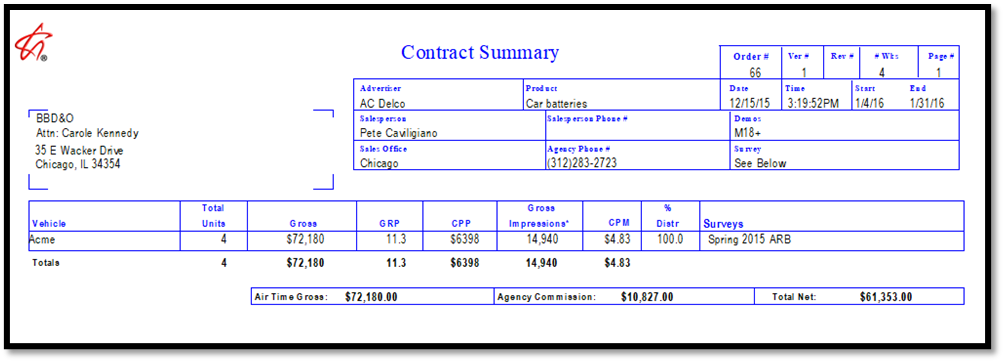 ®
Contract Summary
Order # Ver # Rev # # Wks Page #
66 1 4 1
Advertiser Product Date Time Start End
AC Delco Car batteries 12/15/15 3:19:52PM 1/4/16 1/31/16
Salesperson Salesperson Phone # Demos
Pete Caviligiano M18+
Sales Office Agency Phone # Survey
Chicago (312)283-2723 See Below
BBD&O
Attn: Carole Kennedy
35 E Wacker Drive
Chicago, IL 34354
Total Gross %
Vehicle Units Gross GRP CPP Impressions* CPM Distr Surveys
Acme 4 $72,180 11.3 $6398 14,940 $4.83 100.0 Spring 2015 ARB
Totals 4 $72,180 11.3 $6398 14,940 $4.83
Air Time Gross: $72,180.00 Agency Commission: $10,827.00 Total Net: $61,353.00